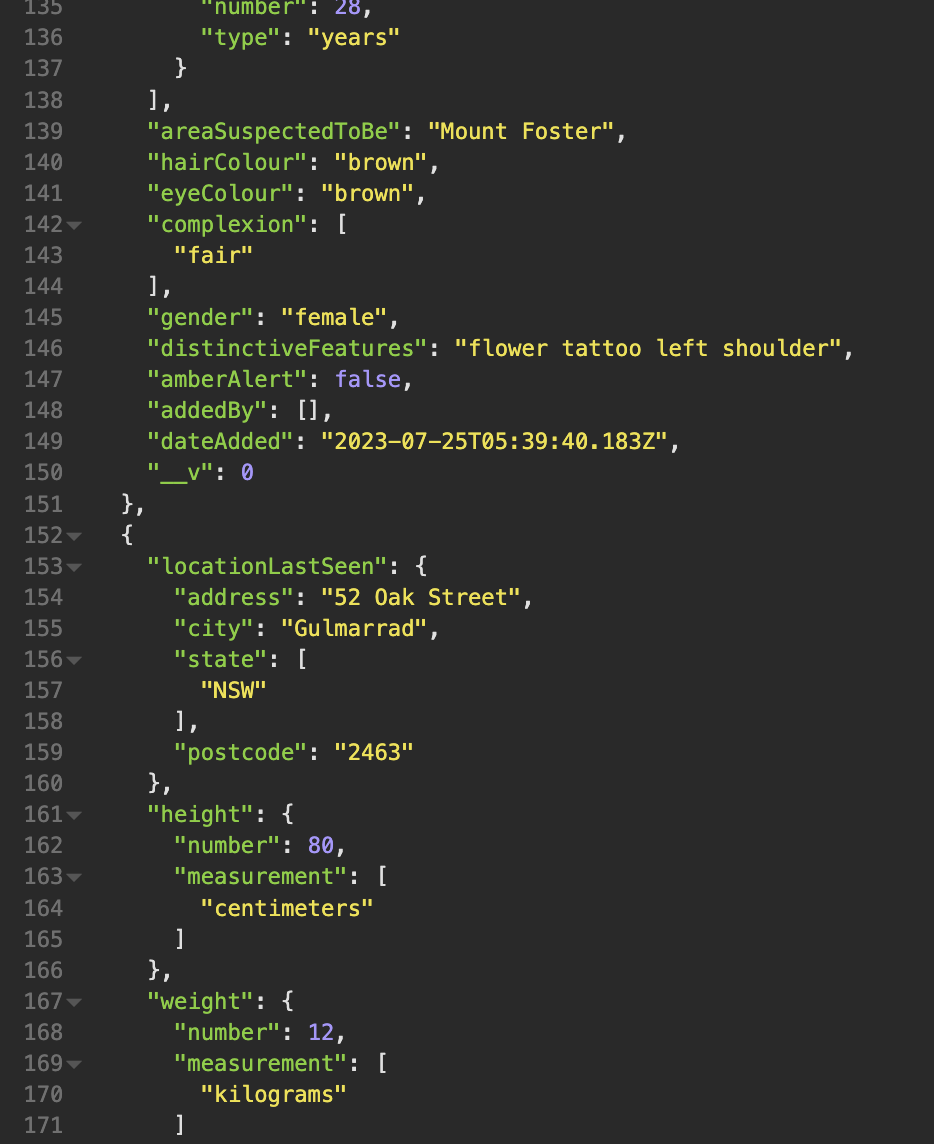 135 "number": 28,
136 "type": "years"
137 }
138 ],
139 "areaSuspectedToBe": "Mount Foster",
140 "hairColour": "brown",
141 "eyeColour": "brown",
142 "complexion": [
143 "fair"
144 ],
145 "gender": "female",
146 "distinctiveFeatures": "flower tattoo left shoulder",
147 "amberAlert": false,
148 "addedBy": [],
149 "dateAdded": "2023-07-25T05:39:40.183Z",
150 "__v": 0
151 },
152 {
153 "locationLastSeen": {
154 "address": "52 Oak Street",
155 "city": "Gulmarrad",
156 "state": [
157 "NSW"
158 ],
159 "postcode": "2463"
160 },
161 "height": {
162 "number": 80,
163 "measurement": [
164 "centimeters"
165 ]
166 },
167 "weight": {
168 "number": 12,
169 "measurement": [
170 "kilograms"
171 ]